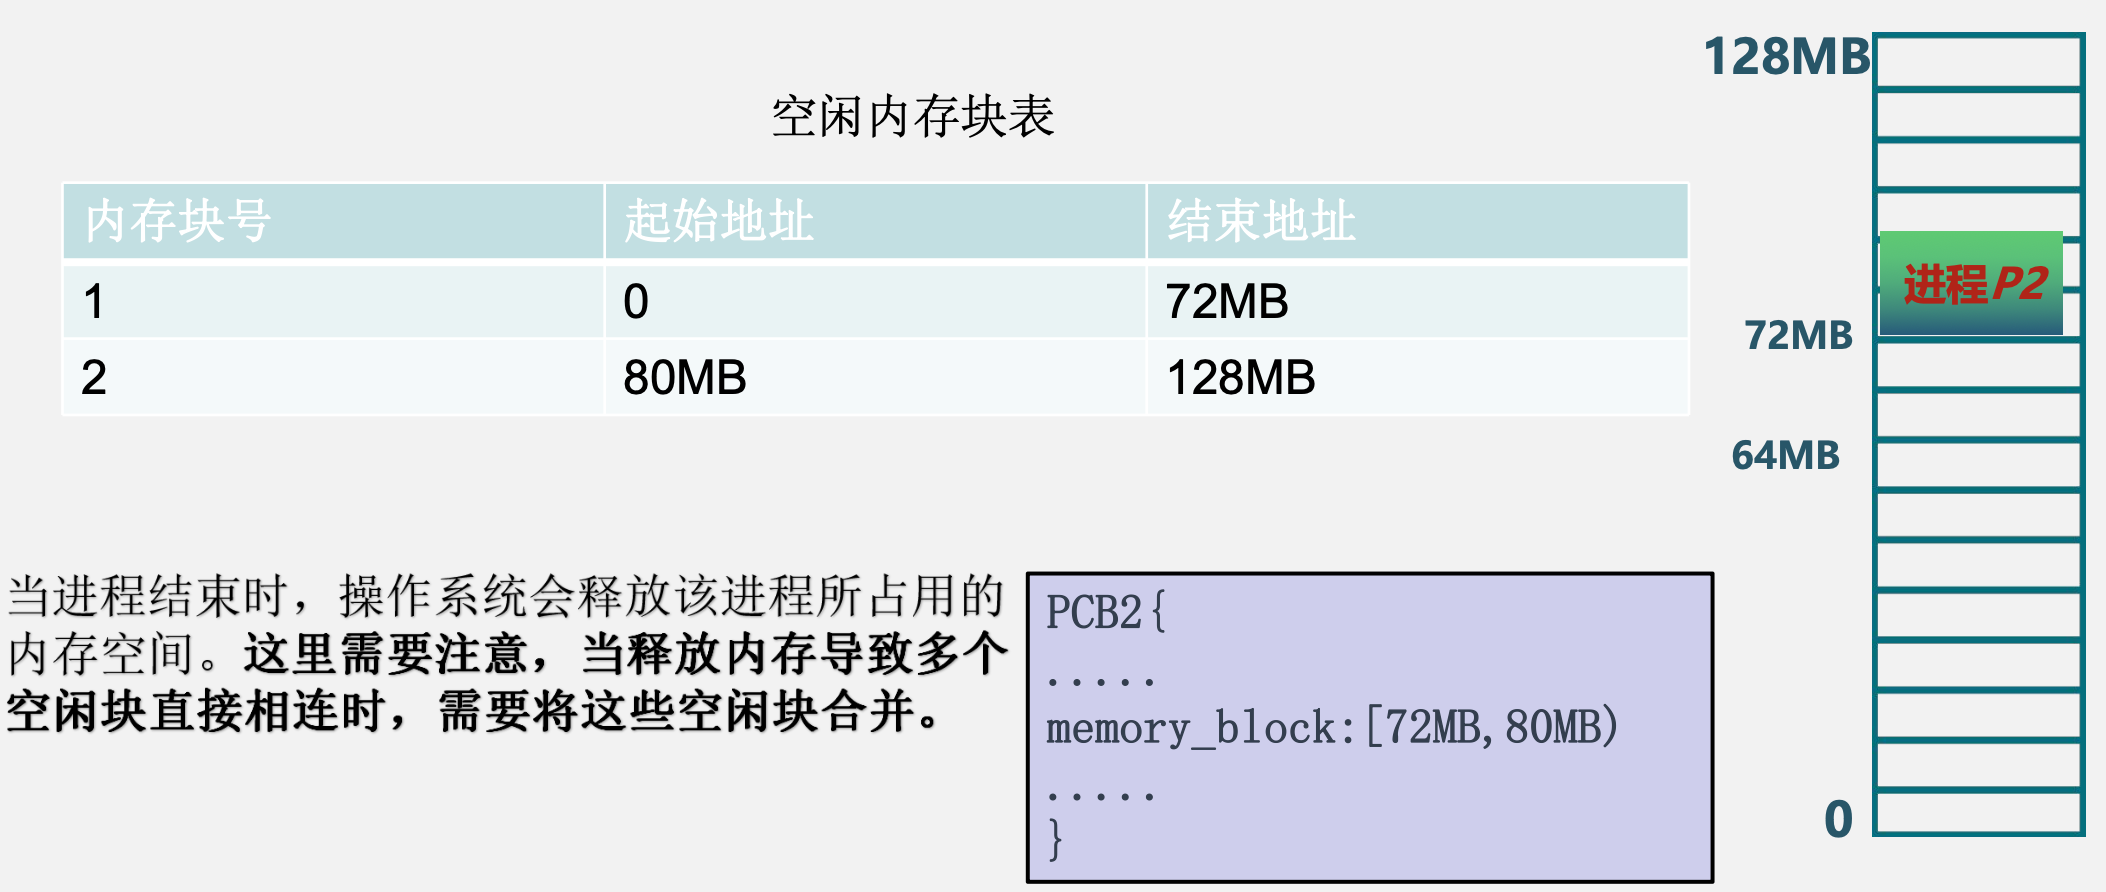 空闲内存块表
内存块号 起始地址 结束地址
1 0 72MB
2 80MB 128MB
当进程结束时，操作系统会释放该进程所占用的
内存空间。这里需要注意，当释放内存导致多个
空闲块直接相连时，需要将这些空闲块合并。
PCB2{
.....
memory_block:[72MB,80MB)
.....
}
128MB
进程P2
72MB
64MB
0